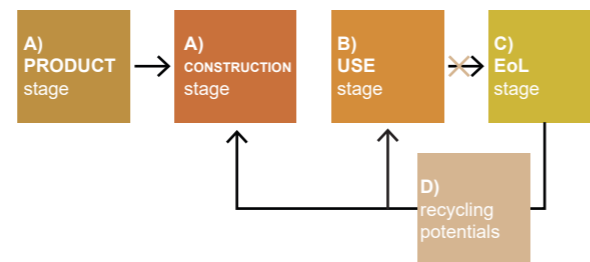 A)
PRODUCT
stage
A)
CONSTRUCTION
stage
B)
USE
stage
C)
EoL
stage
D)
recycling
potentials